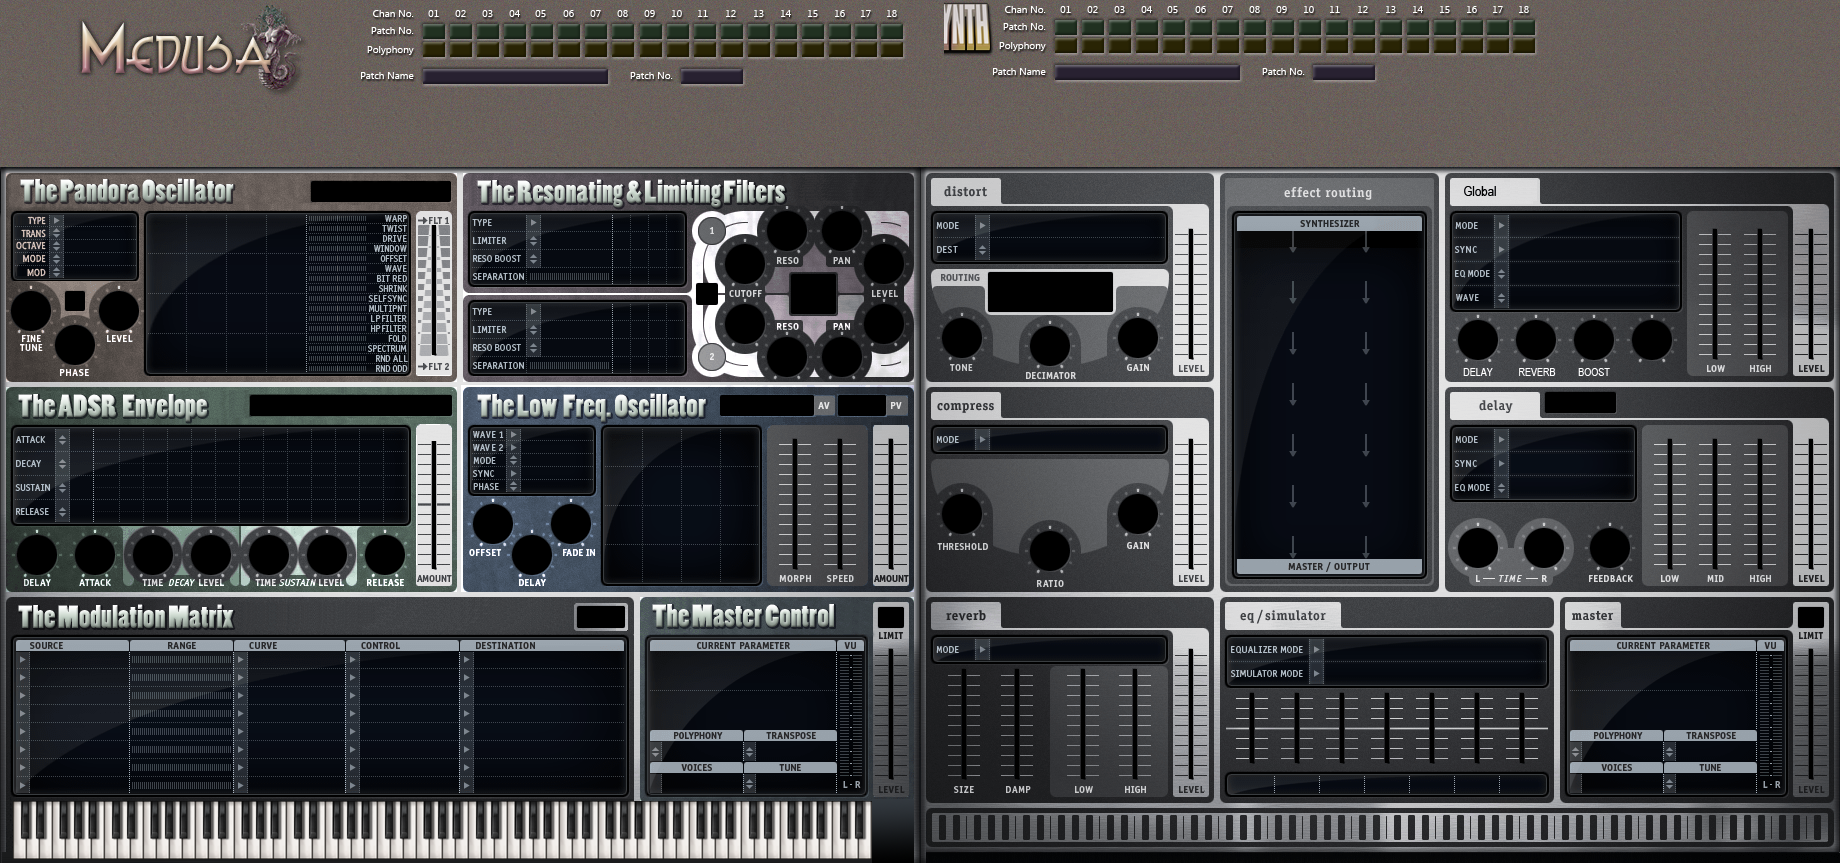 MEDUSA
Chan No. 01 02 03 04 05 06 07 08 09 10 11 12 13 14 15 16 17 18
Patch No.
Polyphony
Patch Name
Patch No.
YNTH
Chan No. 01 02 03 04 05 06 07 08 09 10 11 12 13 14 15 16 17 18
Patch No.
Polyphony
Patch Name
Patch No.
The Pandora Oscillator
TYPE
TRANS
OCTAVE
MODE
MOD
FINE
TUNE
PHASE
LEVEL
WARP
TWIST
DRIVE
WINDOW
OFFSET
WAVE
BIT RED
SHRINK
SELFSYNC
MULTIPNT
LP FILTER
HP FILTER
FOLD
SPECTRUM
RND ALL
RND ODD
FLT 1
FLT 2
The Resonating & Limiting Filters
TYPE
LIMITER
RESO BOOST
SEPARATION
TYPE
LIMITER
RESO BOOST
SEPARATION
1
RESO PAN
CUTOFF LEVEL
RESO PAN
2
The ADSR Envelope
ATTACK
DECAY
SUSTAIN
RELEASE
DELAY ATTACK TIME DECAY LEVEL TIME SUSTAIN LEVEL RELEASE
AMOUNT
The Low Freq. Oscillator
AV
PV
WAVE 1
WAVE 2
MODE
SYNC
PHASE
OFFSET
FADE IN
DELAY
MORPH SPEED AMOUNT
The Modulation Matrix
SOURCE RANGE CURVE CONTROL DESTINATION
The Master Control
CURRENT PARAMETER VU
POLYPHONY TRANSPOSE
VOICES TUNE
L - R
LIMIT
LEVEL
distort
MODE
DEST
ROUTING
TONE
DECIMATOR
GAIN
LEVEL
compress
MODE
THRESHOLD
RATIO
GAIN
LEVEL
reverb
MODE
SIZE DAMP LOW HIGH LEVEL
effect routing
SYNTHESIZER
MASTER / OUTPUT
Global
MODE
SYNC
EQ MODE
WAVE
DELAY REVERB BOOST
LOW HIGH LEVEL
delay
MODE
SYNC
EQ MODE
L — TIME — R
FEEDBACK
LOW MID HIGH LEVEL
eq / simulator
EQUALIZER MODE
SIMULATOR MODE
master
CURRENT PARAMETER VU
POLYPHONY TRANSPOSE
VOICES TUNE
L - R
LIMIT
LEVEL